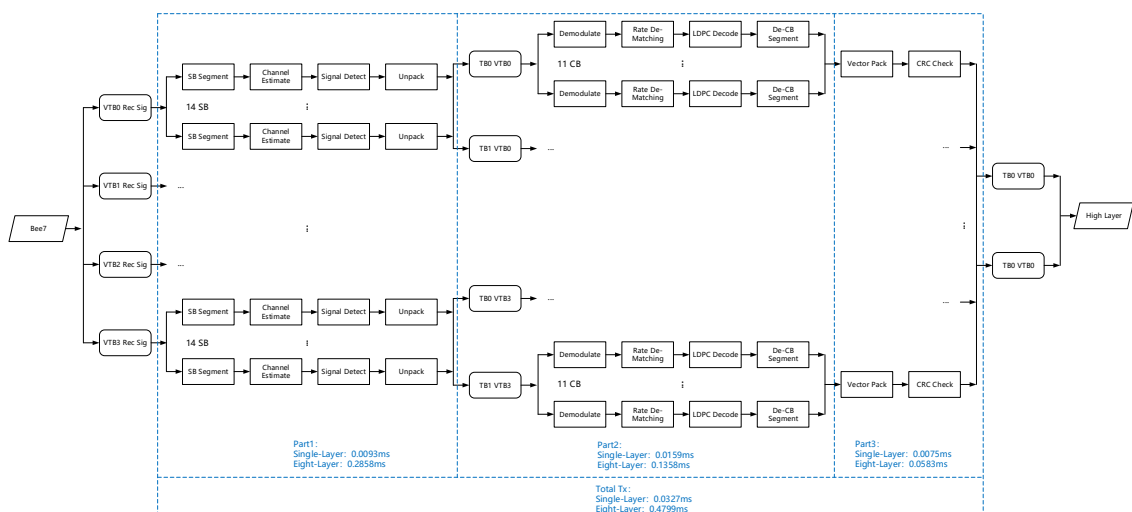 Bee7
VTB0 Rec Sig
VTB1 Rec Sig
VTB2 Rec Sig
VTB3 Rec Sig
SB Segment
Channel
Estimate
Signal Detect
Unpack
14 SB
...
SB Segment
Channel
Estimate
Signal Detect
Unpack
...
...
...
SB Segment
Channel
Estimate
Signal Detect
Unpack
14 SB
...
SB Segment
Channel
Estimate
Signal Detect
Unpack
TB0 VTB0
TB1 VTB0
...
TB0 VTB3
...
TB1 VTB3
Demodulate
Rate De-
Matching
LDPC Decode
De-CB
Segment
11 CB
...
Demodulate
Rate De-
Matching
LDPC Decode
De-CB
Segment
Demodulate
Rate De-
Matching
LDPC Decode
De-CB
Segment
11 CB
...
Demodulate
Rate De-
Matching
LDPC Decode
De-CB
Segment
Vector Pack
CRC Check
...
...
...
Vector Pack
CRC Check
TB0 VTB0
TB0 VTB0
High Layer
Part1:
Single-Layer: 0.0093ms
Eight-Layer: 0.2858ms
Part2:
Single-Layer: 0.0159ms
Eight-Layer: 0.1358ms
Part3:
Single-Layer: 0.0075ms
Eight-Layer: 0.0583ms
Total Tx:
Single-Layer: 0.0327ms
Eight-Layer: 0.4799ms